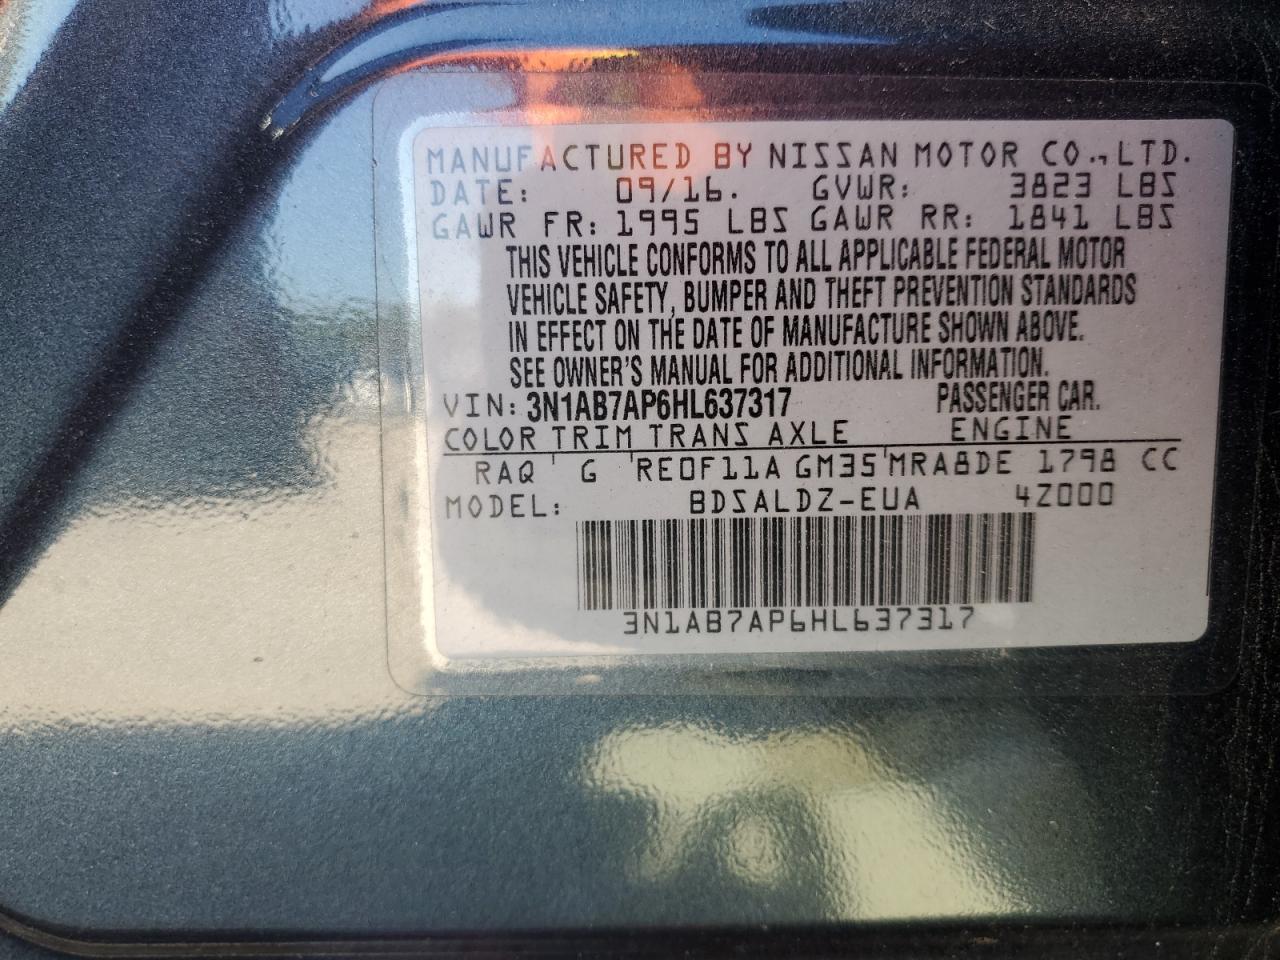 MANUFACTURED BY NISSAN MOTOR CO., LTD.
DATE: 09/16. GVWR: 3823 LBS
GAWR FR: 1995 LBS GAWR RR: 1841 LBS
THIS VEHICLE CONFORMS TO ALL APPLICABLE FEDERAL MOTOR
VEHICLE SAFETY, BUMPER AND THEFT PREVENTION STANDARDS
IN EFFECT ON THE DATE OF MANUFACTURE SHOWN ABOVE.
SEE OWNER'S MANUAL FOR ADDITIONAL INFORMATION.
VIN: 3N1AB7AP6HL637317 PASSENGER CAR.
COLOR TRIM TRANS AXLE ENGINE
RAQ ' G 'RE0F11A GM35'MRA8DE 1798 CC
MODEL: BDSALDZ-EUA 4Z000
3N1AB7AP6HL637317